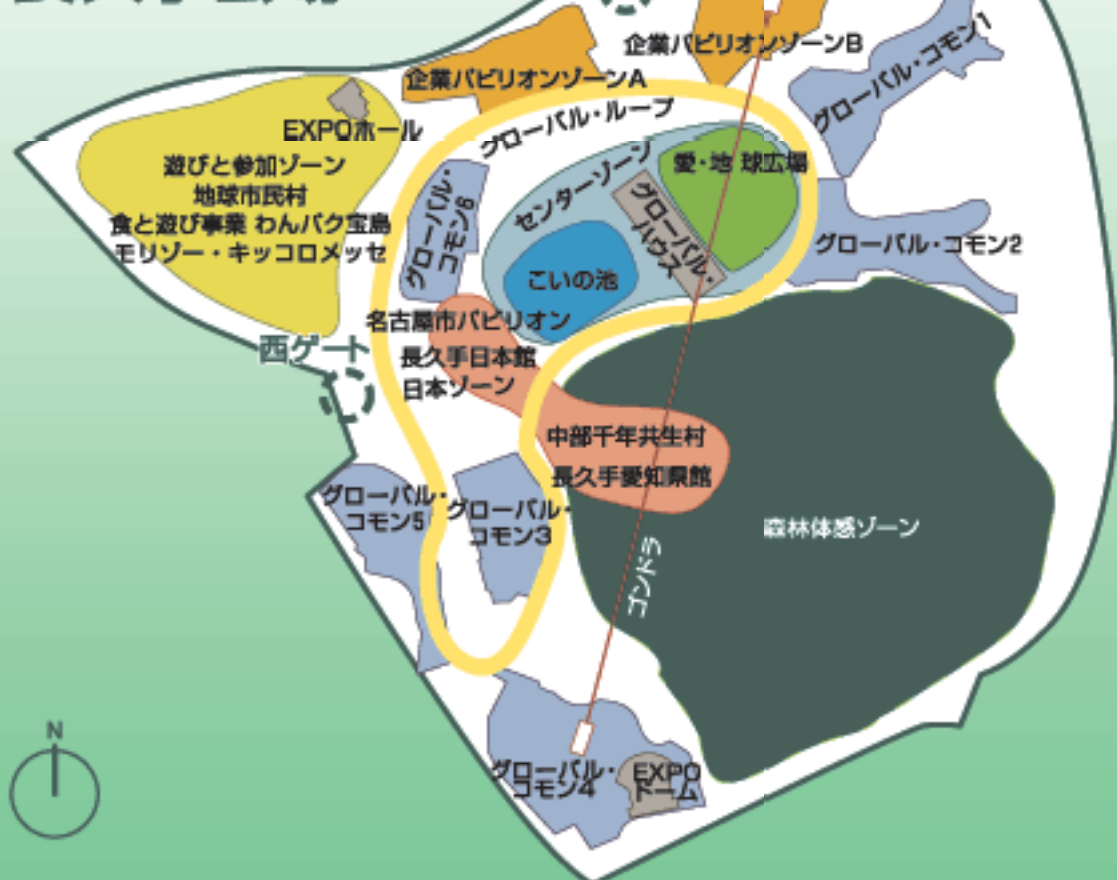 企業パビリオンゾーンB
グローバル・コモン1
企業パビリオンゾーンA
グローバル・ループ
EXPOホール
遊びと参加ゾーン
地球市民村
食と遊び事業 わんパク宝島
モリゾー・キッコロメッセ
グローバル・
コモン6
センターゾーン
愛・地球広場
グローバル・
ハウス
こいの池
グローバル・コモン2
名古屋市パビリオン
長久手日本館
日本ゾーン
西ゲート
中部千年共生村
長久手愛知県館
グローバル・
コモン5
グローバル・
コモン3
森林体感ゾーン
ゴンドラ
グローバル・
コモン4
EXPO
ドーム
N